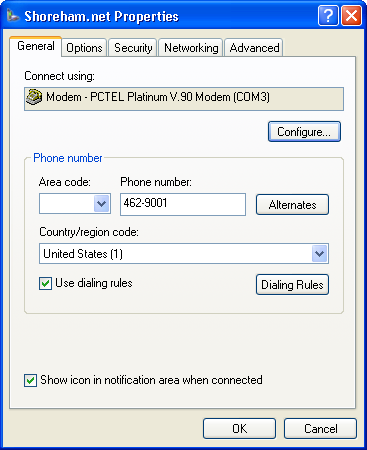 Shoreham.net Properties
General Options Security Networking Advanced
Connect using:
Modem - PCTEL Platinum V.90 Modem (COM3)
Configure...
Phone number
Area code: Phone number:
462-9001 Alternates
Country/region code:
United States (1)
Use dialing rules Dialing Rules
Show icon in notification area when connected
OK Cancel